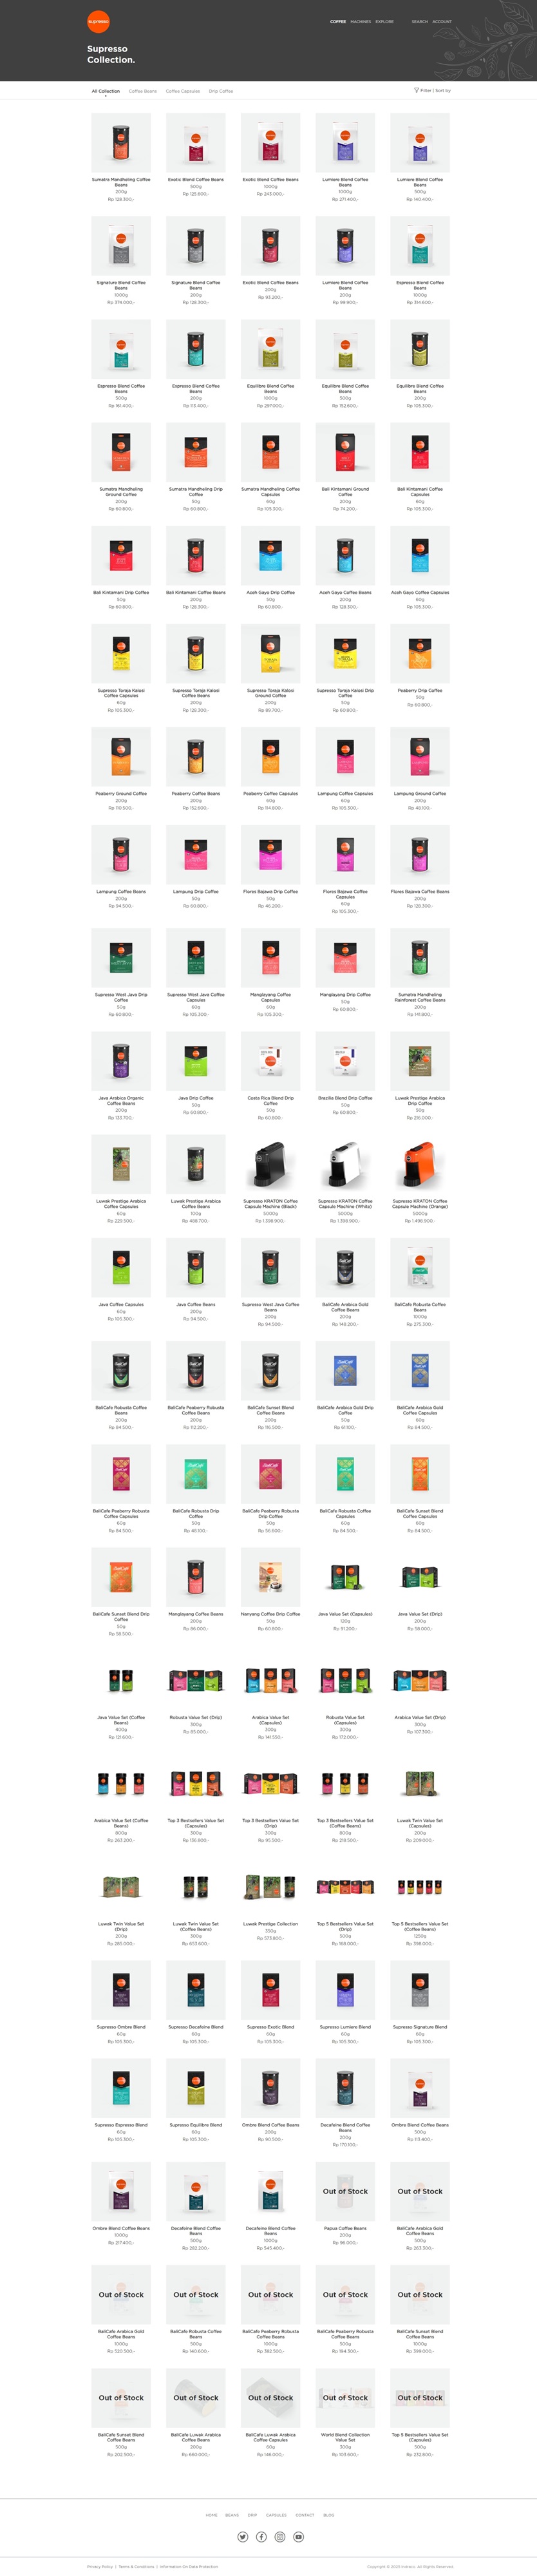 supresso
COFFEE MACHINES EXPLORE SEARCH ACCOUNT
Supresso
Collection.
All Collection Coffee Beans Coffee Capsules Drip Coffee Filter | Sort by
Sumatra Mandheling Coffee Beans
200g
Rp 128.300,-
Exotic Blend Coffee Beans
500g
Rp 125.600,-
Exotic Blend Coffee Beans
1000g
Rp 243.000,-
Lumiere Blend Coffee Beans
1000g
Rp 271.400,-
Lumiere Blend Coffee Beans
500g
Rp 140.400,-
Signature Blend Coffee Beans
1000g
Rp 374.000,-
Signature Blend Coffee Beans
200g
Rp 128.300,-
Exotic Blend Coffee Beans
200g
Rp 93.200,-
Lumiere Blend Coffee Beans
200g
Rp 99.900,-
Espresso Blend Coffee Beans
1000g
Rp 314.600,-
Espresso Blend Coffee Beans
500g
Rp 161.400,-
Espresso Blend Coffee Beans
200g
Rp 113.400,-
Equilibre Blend Coffee Beans
1000g
Rp 297.000,-
Equilibre Blend Coffee Beans
500g
Rp 152.600,-
Equilibre Blend Coffee Beans
200g
Rp 105.300,-
Sumatra Mandheling Ground Coffee
200g
Rp 60.800,-
Sumatra Mandheling Drip Coffee
50g
Rp 60.800,-
Sumatra Mandheling Coffee Capsules
60g
Rp 105.300,-
Bali Kintamani Ground Coffee
200g
Rp 74.200,-
Bali Kintamani Coffee Capsules
60g
Rp 105.300,-
Bali Kintamani Drip Coffee
50g
Rp 60.800,-
Bali Kintamani Coffee Beans
200g
Rp 128.300,-
Aceh Gayo Drip Coffee
50g
Rp 60.800,-
Aceh Gayo Coffee Beans
200g
Rp 128.300,-
Aceh Gayo Coffee Capsules
60g
Rp 105.300,-
Supresso Toraja Kalosi Coffee Capsules
60g
Rp 105.300,-
Supresso Toraja Kalosi Coffee Beans
200g
Rp 128.300,-
Supresso Toraja Kalosi Ground Coffee
200g
Rp 89.700,-
Supresso Toraja Kalosi Drip Coffee
50g
Rp 60.800,-
Peaberry Drip Coffee
50g
Rp 60.800,-
Peaberry Ground Coffee
200g
Rp 110.500,-
Peaberry Coffee Beans
200g
Rp 152.600,-
Peaberry Coffee Capsules
60g
Rp 114.800,-
Lampung Coffee Capsules
60g
Rp 105.300,-
Lampung Ground Coffee
200g
Rp 49.100,-
Lampung Coffee Beans
200g
Rp 94.500,-
Lampung Drip Coffee
50g
Rp 60.800,-
Flores Bajawa Drip Coffee
50g
Rp 46.200,-
Flores Bajawa Coffee Capsules
60g
Rp 105.300,-
Flores Bajawa Coffee Beans
200g
Rp 128.300,-
Supresso West Java Drip Coffee
50g
Rp 60.800,-
Supresso West Java Coffee Capsules
60g
Rp 105.300,-
Manglayang Coffee Capsules
60g
Rp 105.300,-
Manglayang Drip Coffee
50g
Rp 60.800,-
Sumatra Mandheling Rainforest Coffee Beans
200g
Rp 141.800,-
Java Arabica Organic Coffee Beans
200g
Rp 133.700,-
Java Drip Coffee
50g
Rp 60.800,-
Costa Rica Blend Drip Coffee
50g
Rp 60.800,-
Brazilia Blend Drip Coffee
50g
Rp 60.800,-
Luwak Prestige Arabica Drip Coffee
50g
Rp 216.000,-
Luwak Prestige Arabica Coffee Capsules
60g
Rp 229.500,-
Luwak Prestige Arabica Coffee Beans
100g
Rp 488.700,-
Supresso KRATON Coffee Capsule Machine (Black)
5000g
Rp 1.398.900,-
Supresso KRATON Coffee Capsule Machine (White)
5000g
Rp 1.398.900,-
Supresso KRATON Coffee Capsule Machine (Orange)
5000g
Rp 1.498.900,-
Java Coffee Capsules
60g
Rp 105.300,-
Java Coffee Beans
200g
Rp 94.500,-
Supresso West Java Coffee Beans
200g
Rp 94.500,-
BaliCafe Arabica Gold Coffee Beans
200g
Rp 148.200,-
BaliCafe Robusta Coffee Beans
1000g
Rp 275.300,-
BaliCafe Robusta Coffee Beans
200g
Rp 84.500,-
BaliCafe Peaberry Robusta Coffee Beans
200g
Rp 112.200,-
BaliCafe Sunset Blend Coffee Beans
200g
Rp 116.500,-
BaliCafe Arabica Gold Drip Coffee
50g
Rp 61.100,-
BaliCafe Arabica Gold Coffee Capsules
60g
Rp 84.500,-
BaliCafe Peaberry Robusta Coffee Capsules
60g
Rp 84.500,-
BaliCafe Robusta Drip Coffee
50g
Rp 49.100,-
BaliCafe Peaberry Robusta Drip Coffee
50g
Rp 56.600,-
BaliCafe Robusta Coffee Capsules
60g
Rp 84.500,-
BaliCafe Sunset Blend Coffee Capsules
60g
Rp 84.500,-
BaliCafe Sunset Blend Drip Coffee
50g
Rp 58.500,-
Manglayang Coffee Beans
200g
Rp 86.000,-
Nanyang Coffee Drip Coffee
50g
Rp 60.800,-
Java Value Set (Capsules)
120g
Rp 91.200,-
Java Value Set (Drip)
200g
Rp 56.000,-
Java Value Set (Coffee Beans)
400g
Rp 121.600,-
Robusta Value Set (Drip)
300g
Rp 95.000,-
Arabica Value Set (Capsules)
300g
Rp 141.550,-
Robusta Value Set (Capsules)
300g
Rp 172.000,-
Arabica Value Set (Drip)
300g
Rp 107.300,-
Arabica Value Set (Coffee Beans)
800g
Rp 263.200,-
Top 3 Bestsellers Value Set (Capsules)
300g
Rp 136.800,-
Top 3 Bestsellers Value Set (Drip)
300g
Rp 95.500,-
Top 3 Bestsellers Value Set (Coffee Beans)
800g
Rp 219.500,-
Luwak Twin Value Set (Capsules)
200g
Rp 209.000,-
Luwak Twin Value Set (Drip)
200g
Rp 285.000,-
Luwak Twin Value Set (Coffee Beans)
300g
Rp 653.600,-
Luwak Prestige Collection
350g
Rp 573.800,-
Top 5 Bestsellers Value Set (Drip)
500g
Rp 168.000,-
Top 5 Bestsellers Value Set (Coffee Beans)
1250g
Rp 398.000,-
Supresso Ombre Blend
60g
Rp 105.300,-
Supresso Decafeine Blend
60g
Rp 105.300,-
Supresso Exotic Blend
60g
Rp 105.300,-
Supresso Lumiere Blend
60g
Rp 105.300,-
Supresso Signature Blend
60g
Rp 105.300,-
Supresso Espresso Blend
60g
Rp 105.300,-
Supresso Equilibre Blend
60g
Rp 105.300,-
Ombre Blend Coffee Beans
200g
Rp 90.500,-
Decafeine Blend Coffee Beans
200g
Rp 170.100,-
Ombre Blend Coffee Beans
500g
Rp 113.400,-
Ombre Blend Coffee Beans
1000g
Rp 217.400,-
Decafeine Blend Coffee Beans
500g
Rp 282.200,-
Decafeine Blend Coffee Beans
1000g
Rp 545.400,-
Out of Stock
Papua Coffee Beans
200g
Rp 96.000,-
Out of Stock
BaliCafe Arabica Gold Coffee Beans
500g
Rp 263.300,-
Out of Stock
BaliCafe Arabica Gold Coffee Beans
1000g
Rp 520.300,-
Out of Stock
BaliCafe Robusta Coffee Beans
500g
Rp 140.600,-
Out of Stock
BaliCafe Peaberry Robusta Coffee Beans
1000g
Rp 382.500,-
Out of Stock
BaliCafe Peaberry Robusta Coffee Beans
500g
Rp 194.300,-
Out of Stock
BaliCafe Sunset Blend Coffee Beans
1000g
Rp 399.000,-
Out of Stock
BaliCafe Sunset Blend Coffee Beans
500g
Rp 202.500,-
Out of Stock
BaliCafe Luwak Arabica Coffee Beans
200g
Rp 660.000,-
Out of Stock
BaliCafe Luwak Arabica Coffee Capsules
60g
Rp 146.000,-
Out of Stock
World Blend Collection Value Set
300g
Rp 103.600,-
Out of Stock
Top 5 Bestsellers Value Set (Capsules)
500g
Rp 232.800,-
HOME BEANS DRIP CAPSULES CONTACT BLOG
Privacy Policy | Terms & Conditions | Information On Data Protection
All Rights Reserved.